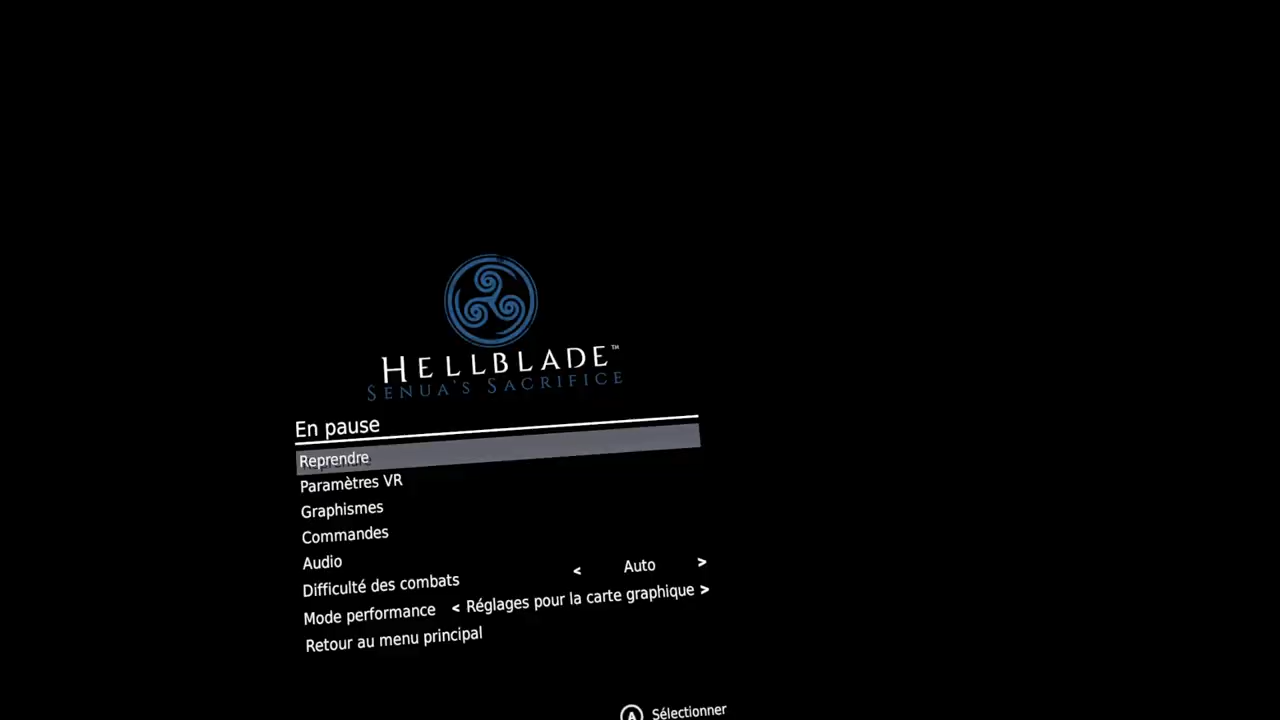 HELLBLADE™
SENUA'S SACRIFICE
En pause
Reprendre
Paramètres VR
Graphismes
Commandes
Audio
Difficulté des combats < Auto >
Mode performance < Réglages pour la carte graphique >
Retour au menu principal
A Sélectionner